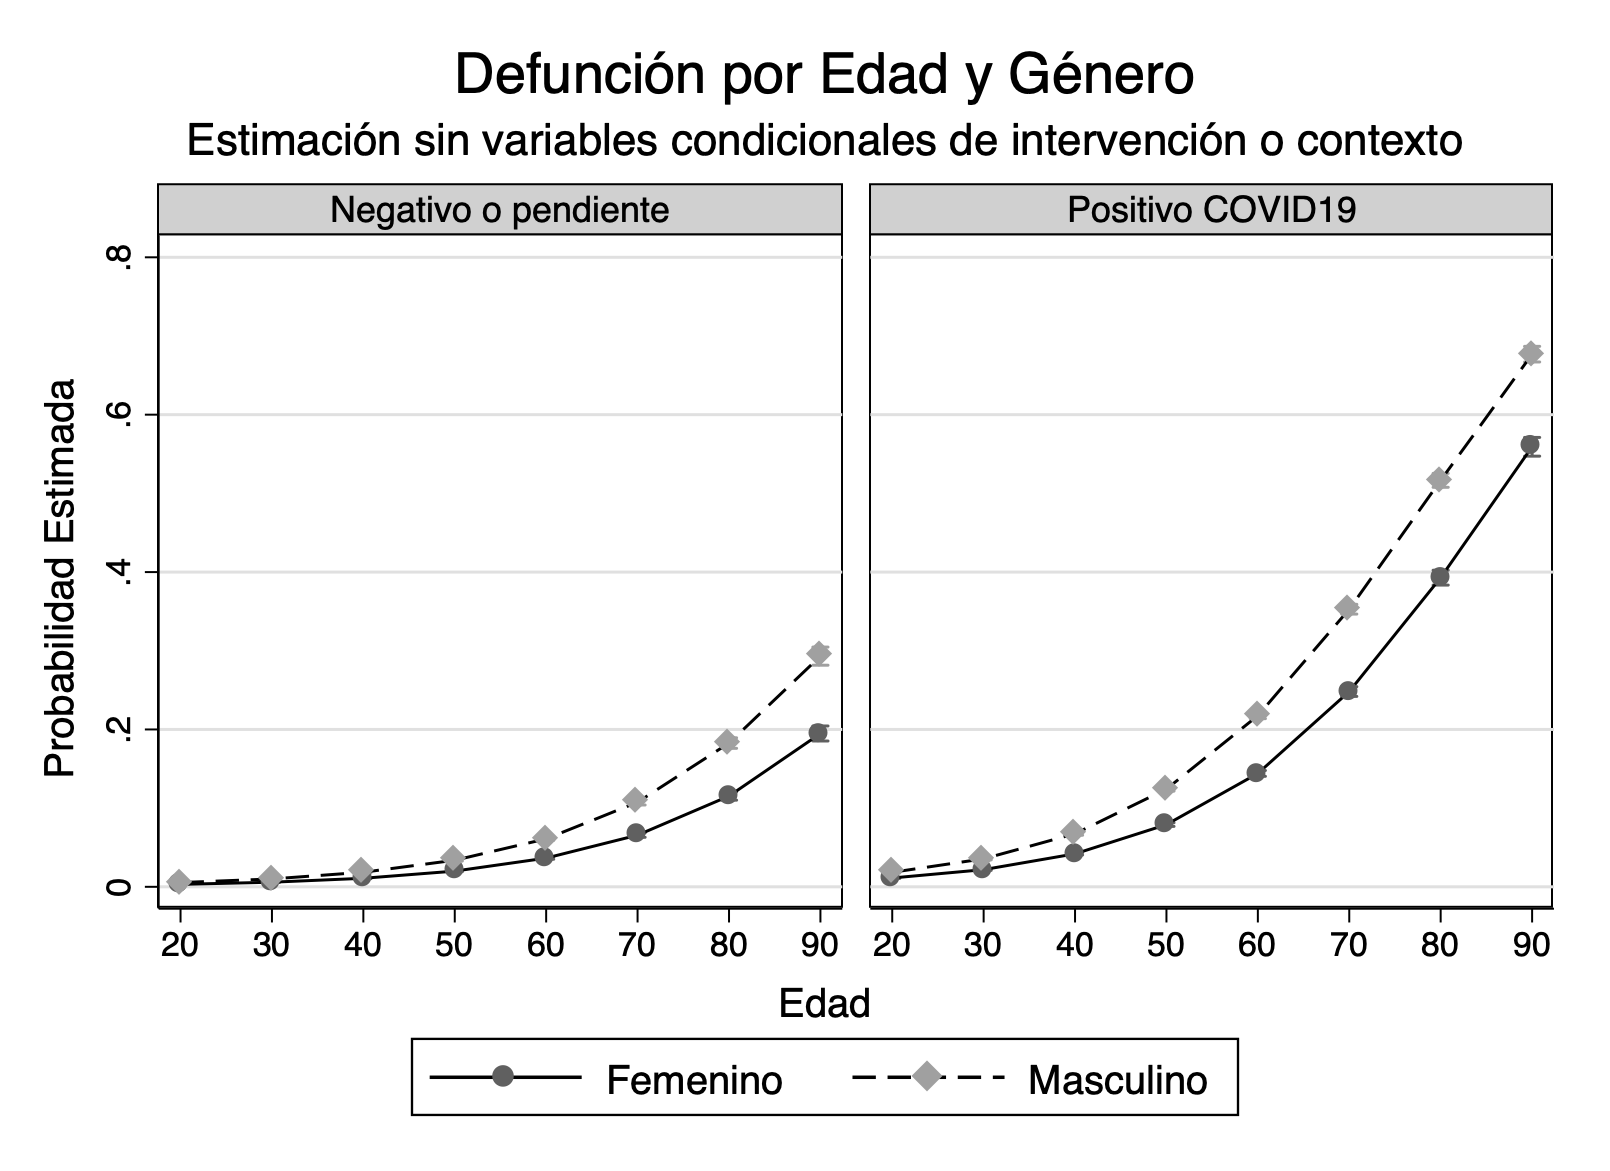 Defunción por Edad y Género
Estimación sin variables condicionales de intervención o contexto
Negativo o pendiente
Positivo COVID19
Probabilidad Estimada
.8
.6
.4
.2
0
20 30 40 50 60 70 80 90
20 30 40 50 60 70 80 90
Edad
Femenino
Masculino